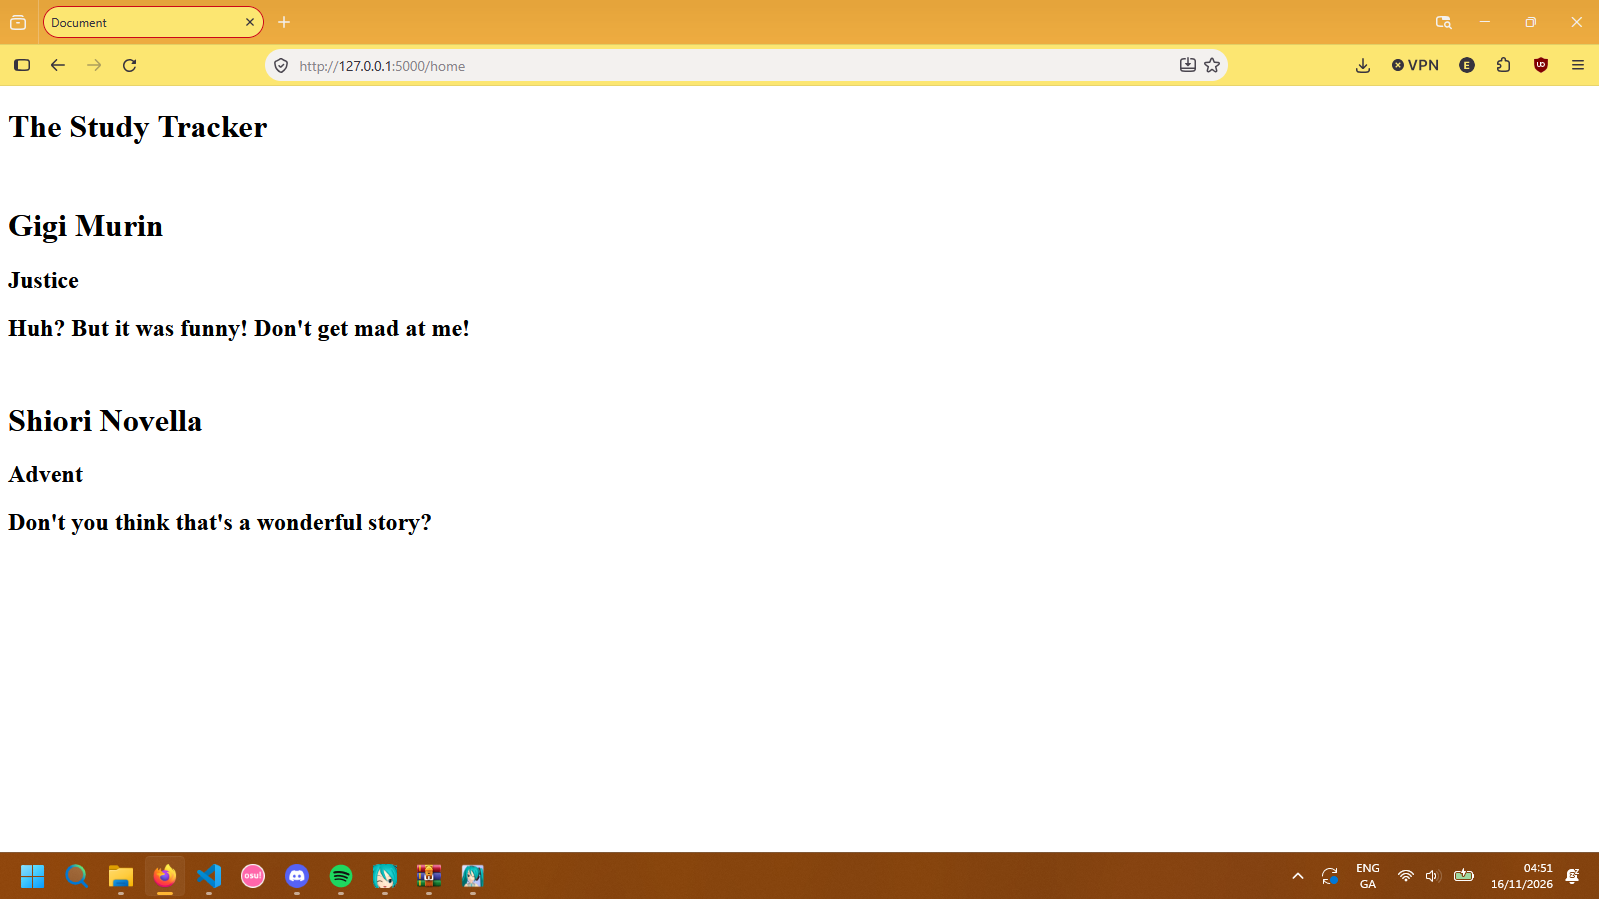 Document
http://127.0.0.1:5000/home
VPN
E
The Study Tracker
Gigi Murin
Justice
Huh? But it was funny! Don't get mad at me!
Shiori Novella
Advent
Don't you think that's a wonderful story?
osu!
ENG
GA
04:51
16/11/2026